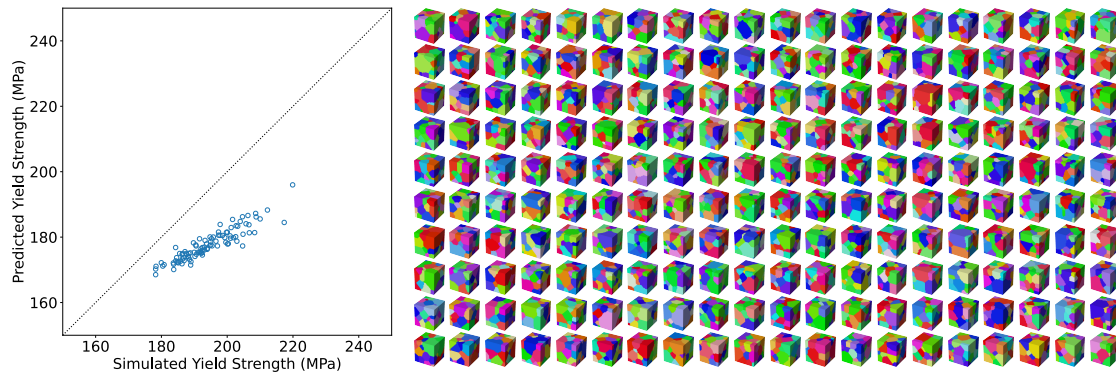 240
220
200
180
160
Predicted Yield Strength (MPa)
160 180 200 220 240
Simulated Yield Strength (MPa)